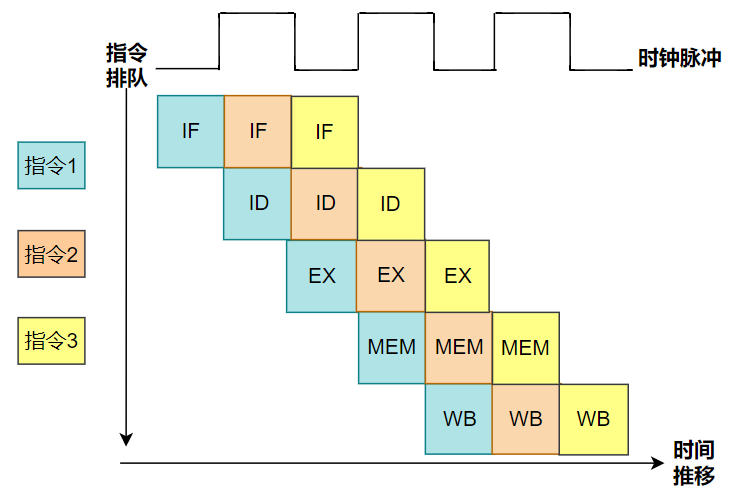 指令
排队
时钟脉冲
IF IF IF
指令1
ID ID ID
指令2
EX EX EX
指令3
MEM MEM MEM
WB WB WB
时间
推移